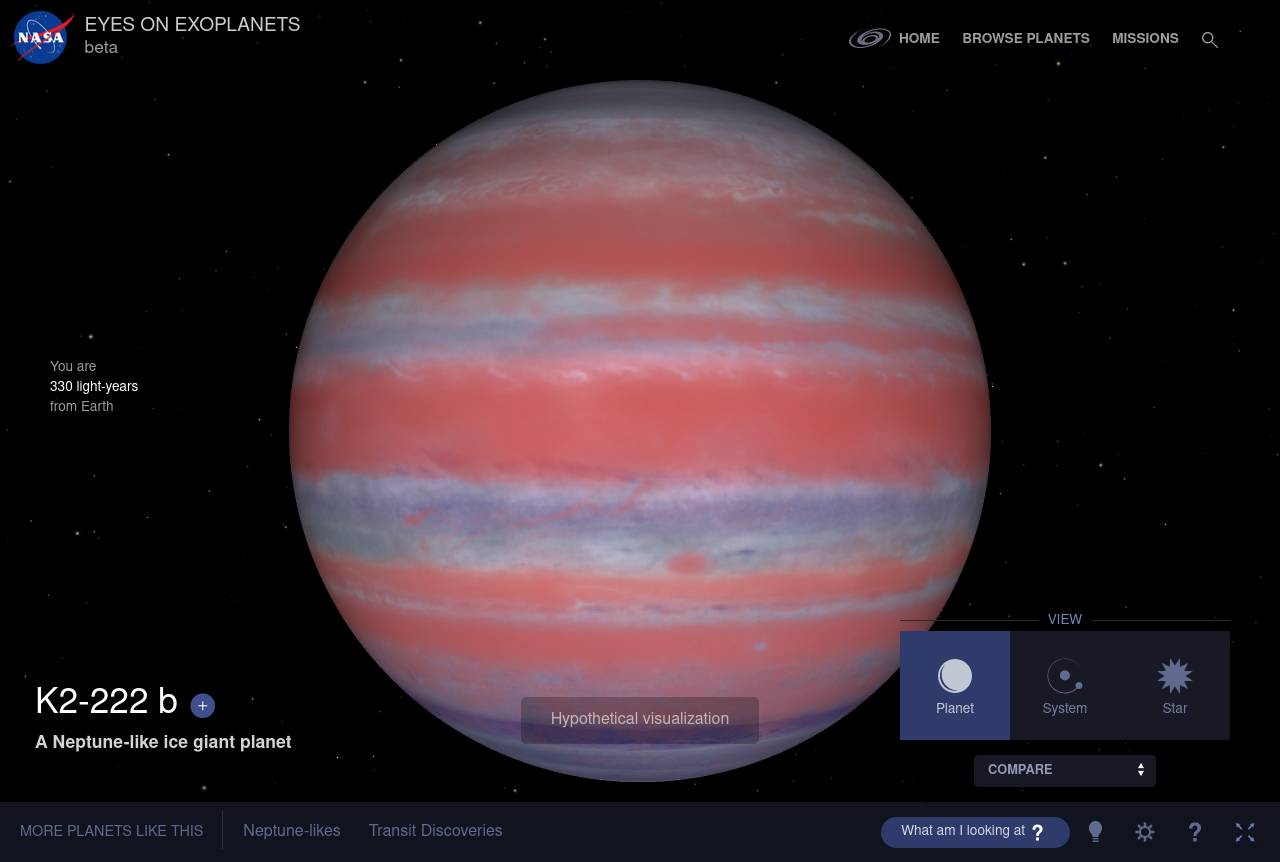 NASA
EYES ON EXOPLANETS
beta
HOME
BROWSE PLANETS
MISSIONS
You are
330 light-years
from Earth
K2-222 b +
A Neptune-like ice giant planet
Hypothetical visualization
VIEW
Planet
System
Star
COMPARE
MORE PLANETS LIKE THIS
Neptune-likes
Transit Discoveries
What am I looking at ?
?